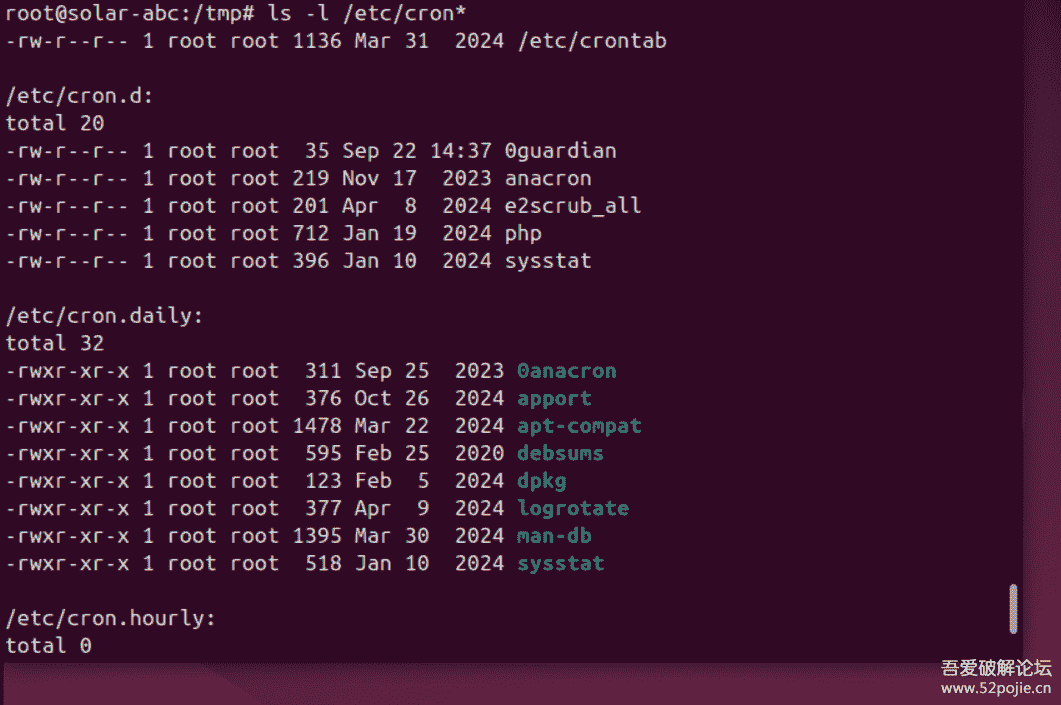 root@solar-abc:/tmp# ls -l /etc/cron*
-rw-r--r-- 1 root root 1136 Mar 31  2024 /etc/crontab

/etc/cron.d:
total 20
-rw-r--r-- 1 root root  35 Sep 22 14:37 0guardian
-rw-r--r-- 1 root root 219 Nov 17  2023 anacron
-rw-r--r-- 1 root root 201 Apr  8  2024 e2scrub_all
-rw-r--r-- 1 root root 712 Jan 19  2024 php
-rw-r--r-- 1 root root 396 Jan 10  2024 sysstat

/etc/cron.daily:
total 32
-rwxr-xr-x 1 root root  311 Sep 25  2023 0anacron
-rwxr-xr-x 1 root root  376 Oct 26  2024 apport
-rwxr-xr-x 1 root root 1478 Mar 22  2024 apt-compat
-rwxr-xr-x 1 root root  595 Feb 25  2020 debsums
-rwxr-xr-x 1 root root  123 Feb  5  2024 dpkg
-rwxr-xr-x 1 root root  377 Apr  9  2024 logrotate
-rwxr-xr-x 1 root root 1395 Mar 30  2024 man-db
-rwxr-xr-x 1 root root  518 Jan 10  2024 sysstat

/etc/cron.hourly:
total 0
吾爱破解论坛
www.52pojie.cn